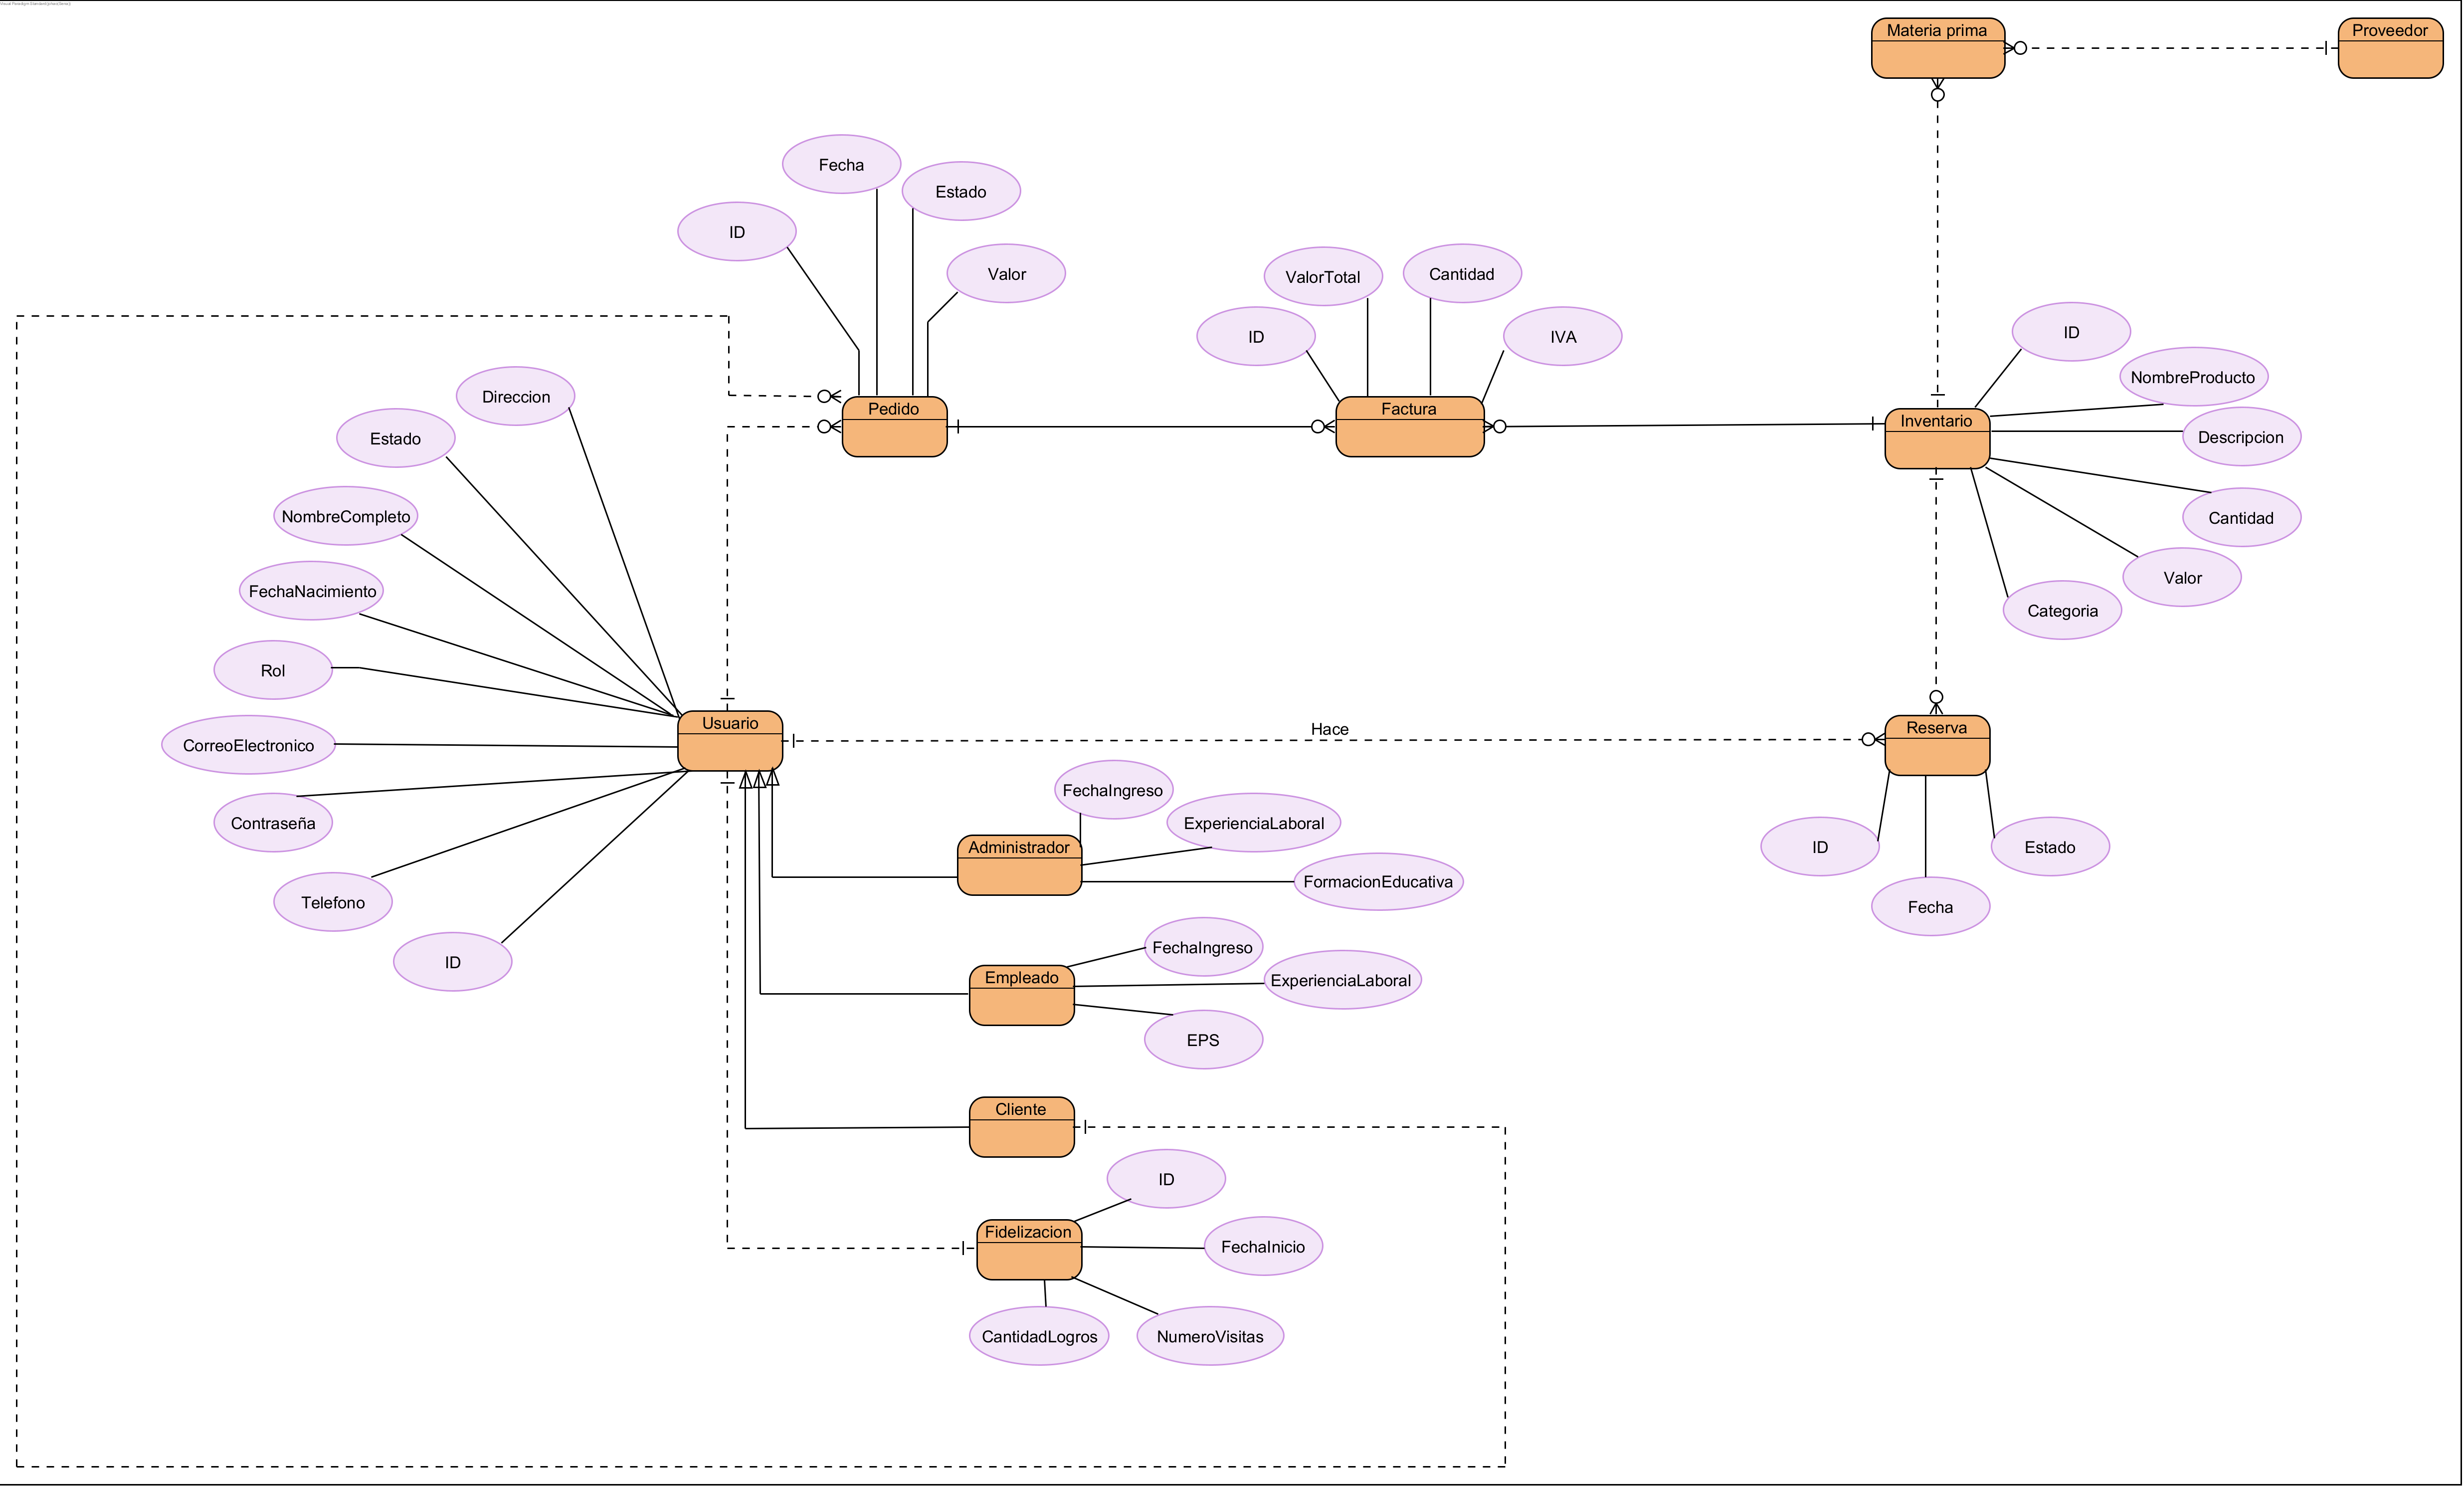 Materia prima
Proveedor
Fecha
Estado
ID
Valor
ValorTotal
Cantidad
ID
IVA
ID
NombreProducto
Descripcion
Cantidad
Valor
Categoria
Pedido
Factura
Inventario
Direccion
Estado
NombreCompleto
FechaNacimiento
Rol
CorreoElectronico
Contraseña
Telefono
ID
Usuario
Hace
Reserva
ID
Estado
Fecha
FechaIngreso
ExperienciaLaboral
Administrador
FormacionEducativa
FechaIngreso
Empleado
ExperienciaLaboral
EPS
Cliente
ID
Fidelizacion
FechaInicio
CantidadLogros
NumeroVisitas